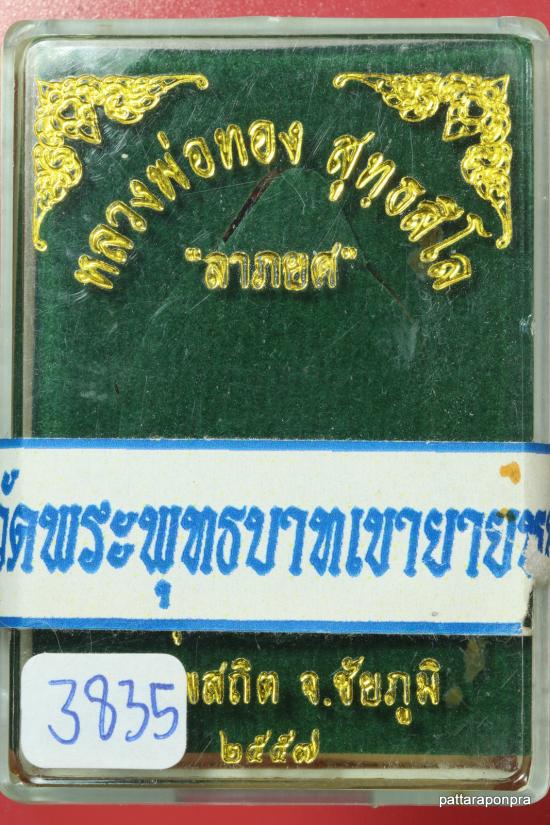 หลวงพ่อทอง สุทฺธสีโล
"ลาภยศ"
วัดพระพุทธบาทเขายายหอม
สถิต จ.ชัยภูมิ
3835
๒๕๕๗
pattaraponpra